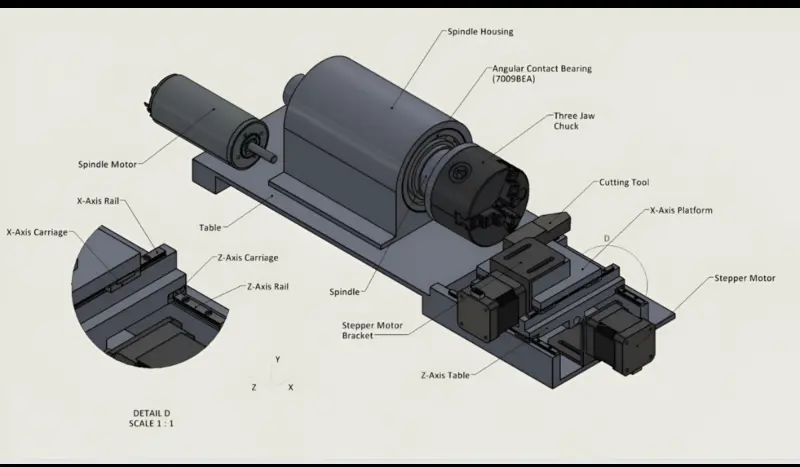 Spindle Housing
Angular Contact Bearing
(7009BEA)
Three Jaw
Chuck
Spindle Motor
Cutting Tool
X-Axis Rail
X-Axis Platform
Table
X-Axis Carriage
D
Z-Axis Carriage
Stepper Motor
Z-Axis Rail
Spindle
Stepper Motor
Bracket
Z-Axis Table
Y
Z
X
DETAIL D
SCALE 1 : 1